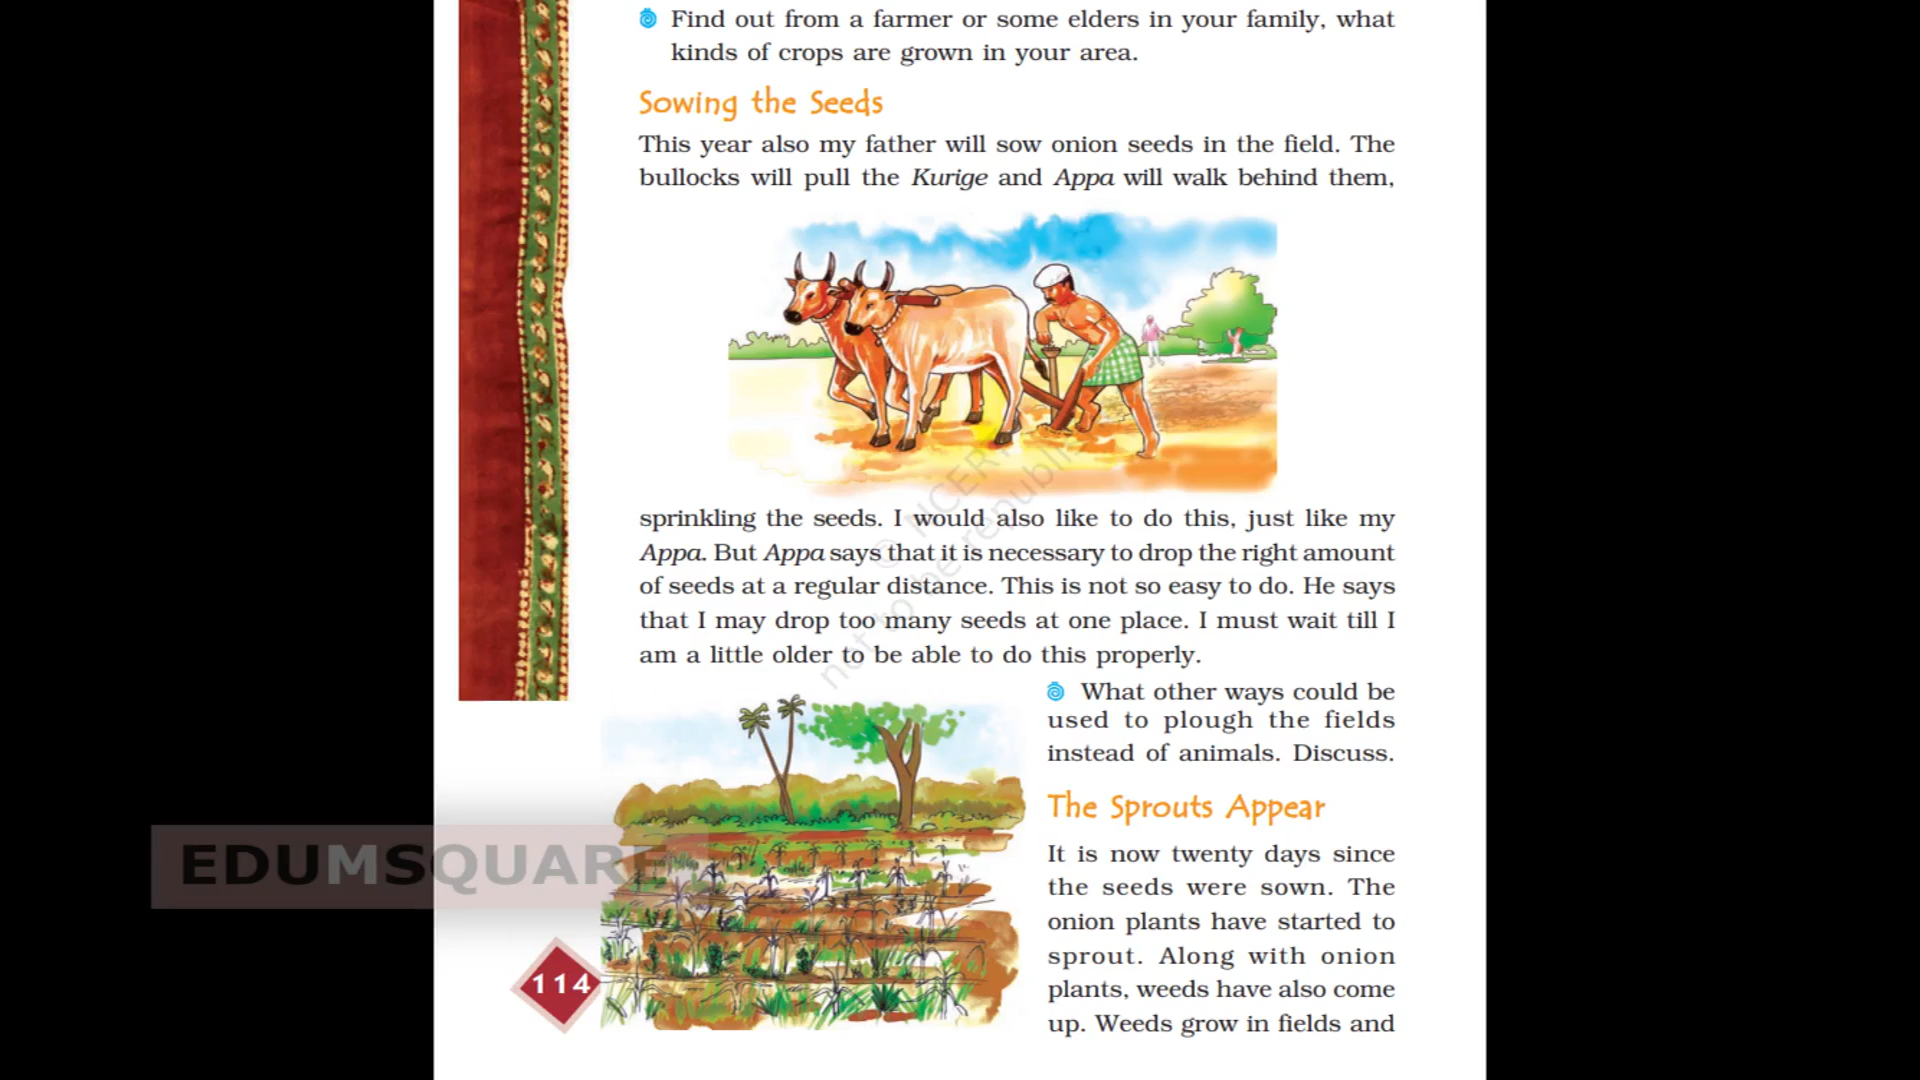 Find out from a farmer or some elders in your family, what
kinds of crops are grown in your area.
Sowing the Seeds
This year also my father will sow onion seeds in the field. The
bullocks will pull the Kurige and Appa will walk behind them,
sprinkling the seeds. I would also like to do this, just like my
Appa. But Appa says that it is necessary to drop the right amount
of seeds at a regular distance. This is not so easy to do. He says
that I may drop too many seeds at one place. I must wait till I
am a little older to be able to do this properly.
What other ways could be
used to plough the fields
instead of animals. Discuss.
The Sprouts Appear
It is now twenty days since
the seeds were sown. The
onion plants have started to
sprout. Along with onion
plants, weeds have also come
up. Weeds grow in fields and
EDUMSQUARE
114
© NCERT
not to be republi